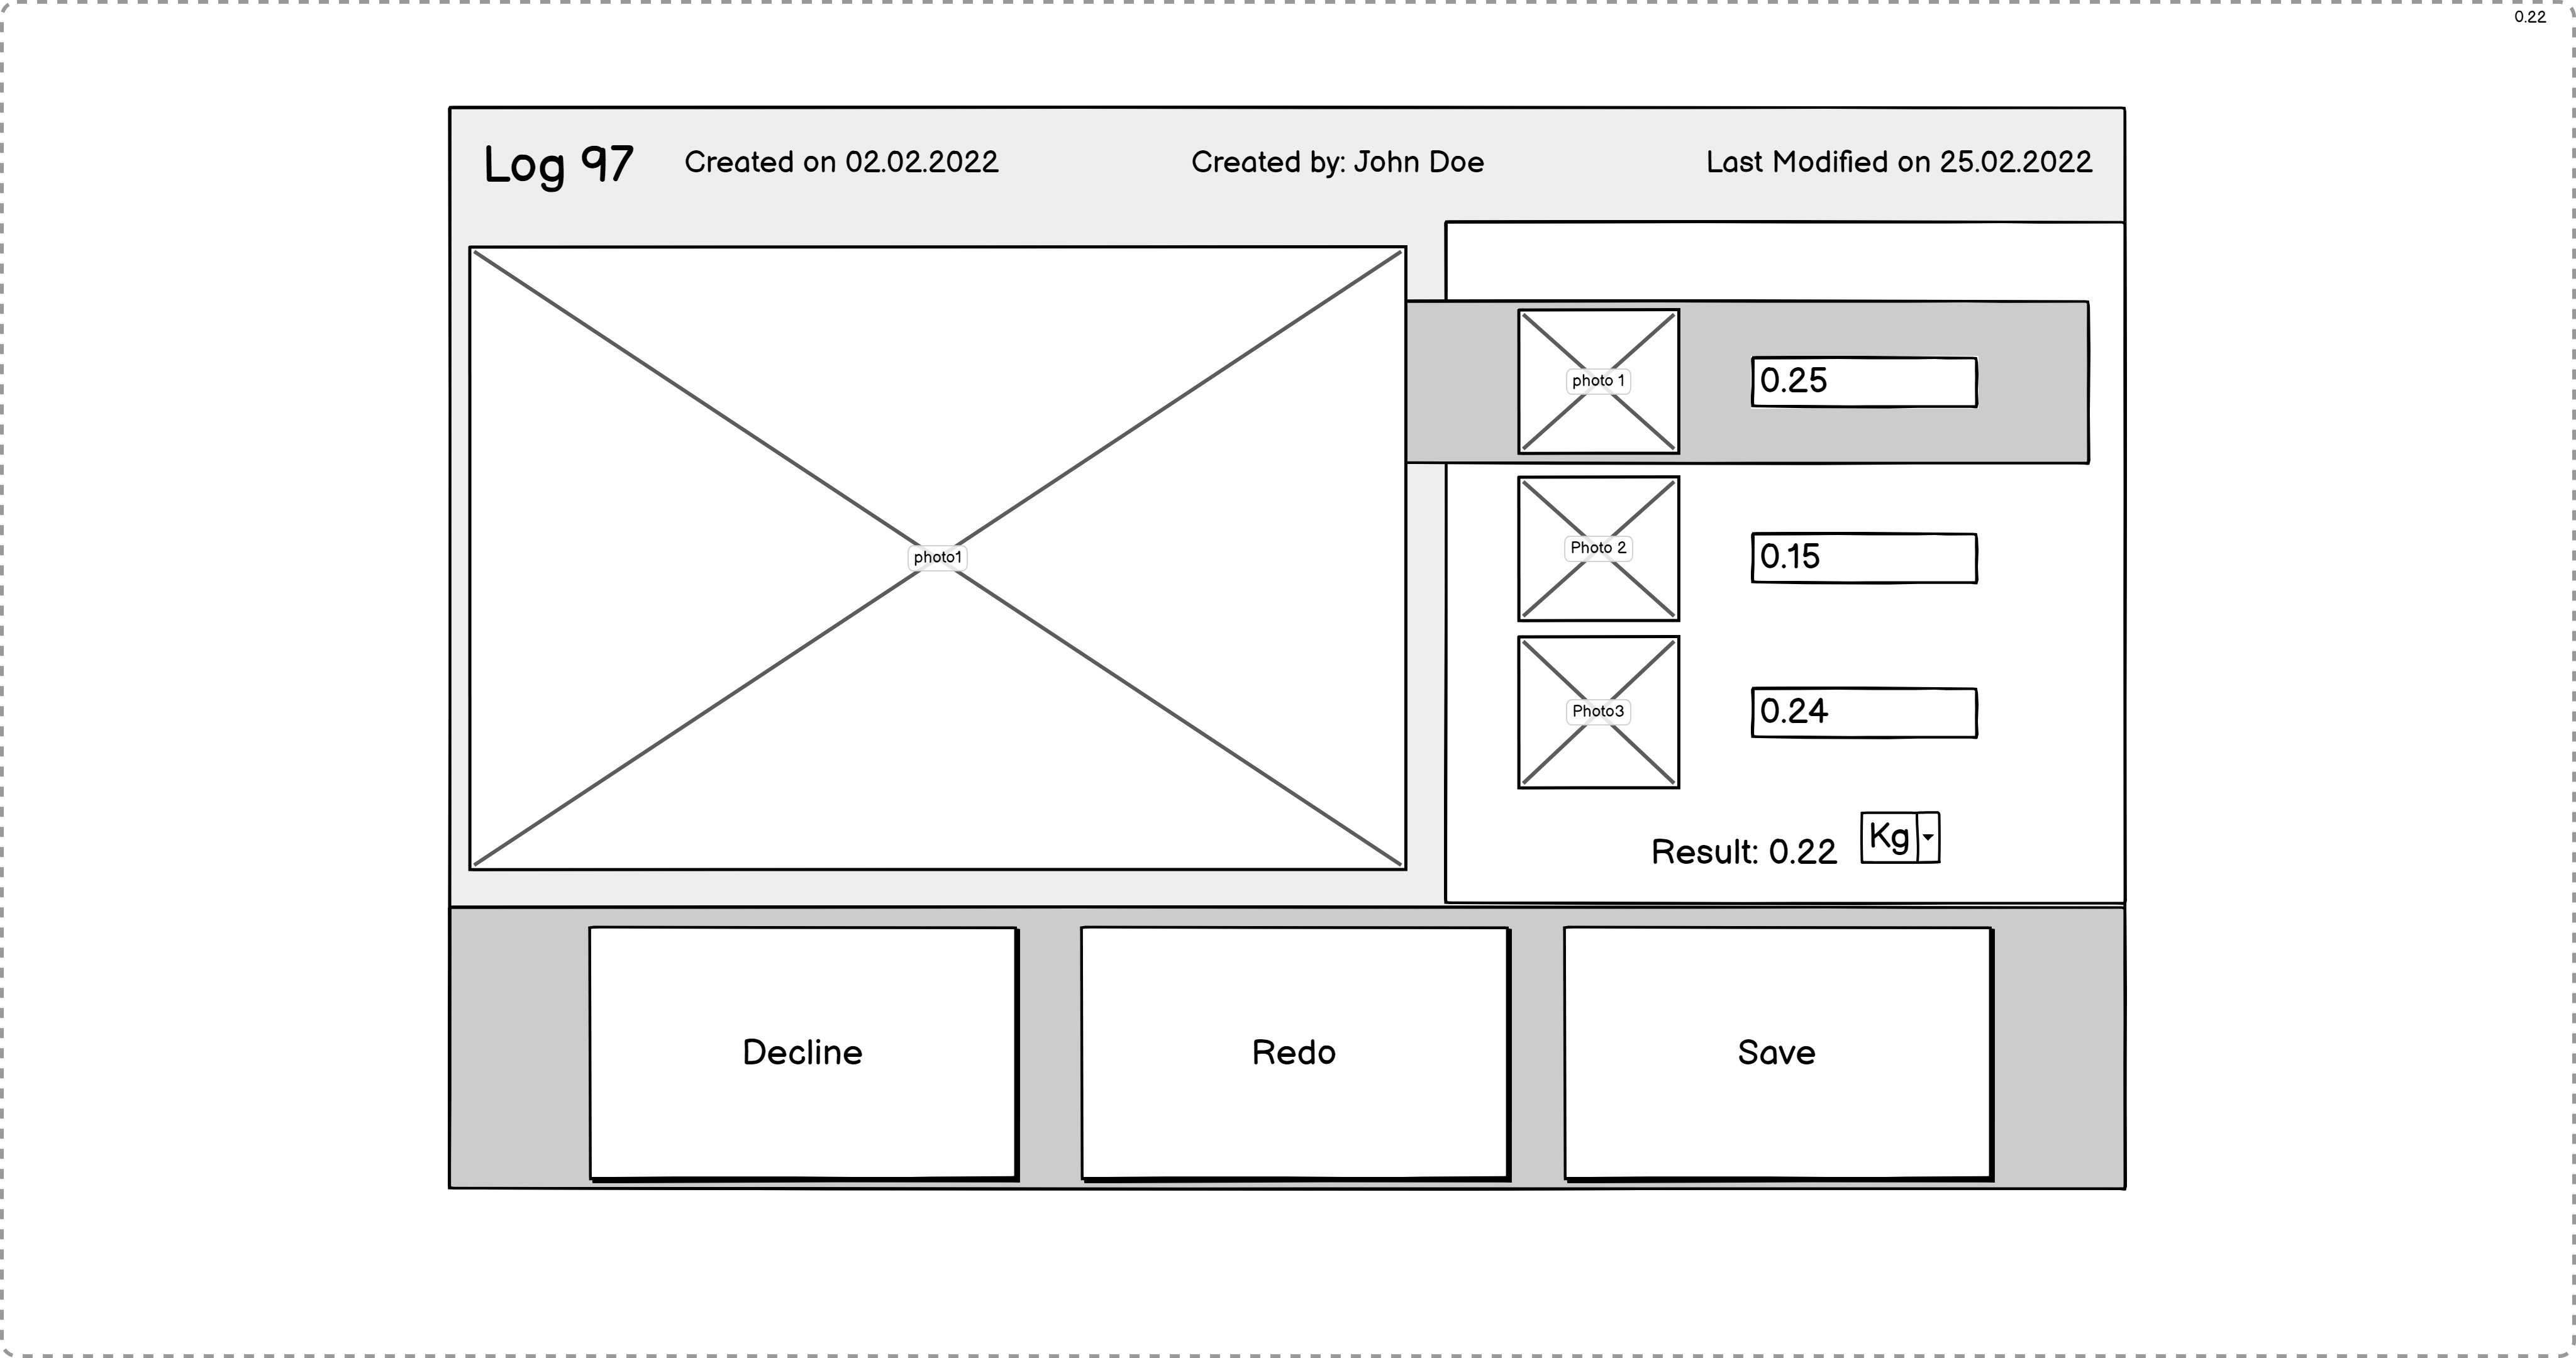 0.22
Log 97
Created on 02.02.2022
Created by: John Doe
Last Modified on 25.02.2022
photo1
photo 1
0.25
Photo 2
0.15
Photo3
0.24
Result: 0.22
Kg
Decline
Redo
Save